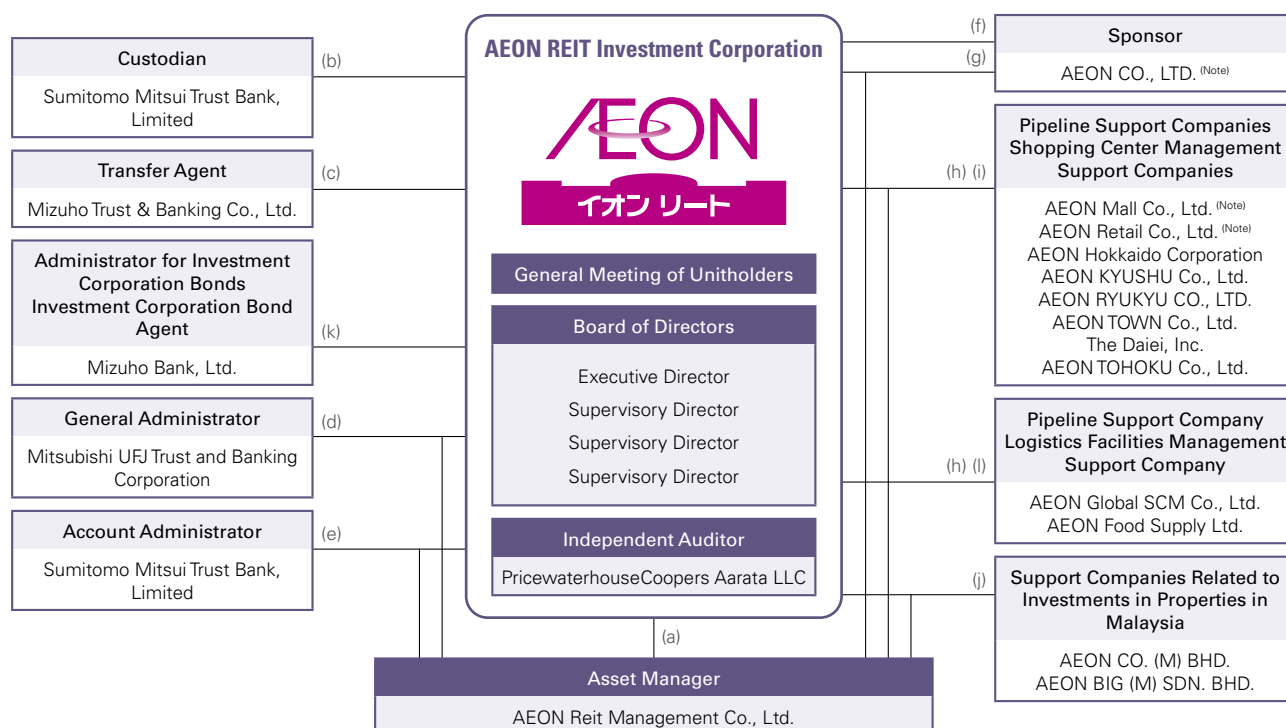 Custodian
(b)
Sumitomo Mitsui Trust Bank,
Limited
Transfer Agent
(c)
Mizuho Trust & Banking Co., Ltd.
Administrator for Investment
Corporation Bonds
Investment Corporation Bond
Agent
(k)
Mizuho Bank, Ltd.
General Administrator
(d)
Mitsubishi UFJ Trust and Banking
Corporation
Account Administrator
(e)
Sumitomo Mitsui Trust Bank,
Limited
AEON REIT Investment Corporation
ÆON
イオン リート
General Meeting of Unitholders
Board of Directors
Executive Director
Supervisory Director
Supervisory Director
Supervisory Director
Independent Auditor
PricewaterhouseCoopers Aarata LLC
(a)
Asset Manager
AEON Reit Management Co., Ltd.
(f)
(g)
Sponsor
AEON CO., LTD. (Note)
Pipeline Support Companies
Shopping Center Management
Support Companies
(h) (i)
AEON Mall Co., Ltd. (Note)
AEON Retail Co., Ltd. (Note)
AEON Hokkaido Corporation
AEON KYUSHU Co., Ltd.
AEON RYUKYU CO., LTD.
AEON TOWN Co., Ltd.
The Daiei, Inc.
AEON TOHOKU Co., Ltd.
Pipeline Support Company
Logistics Facilities Management
Support Company
(h) (l)
AEON Global SCM Co., Ltd.
AEON Food Supply Ltd.
(j)
Support Companies Related to
Investments in Properties in
Malaysia
AEON CO. (M) BHD.
AEON BIG (M) SDN. BHD.